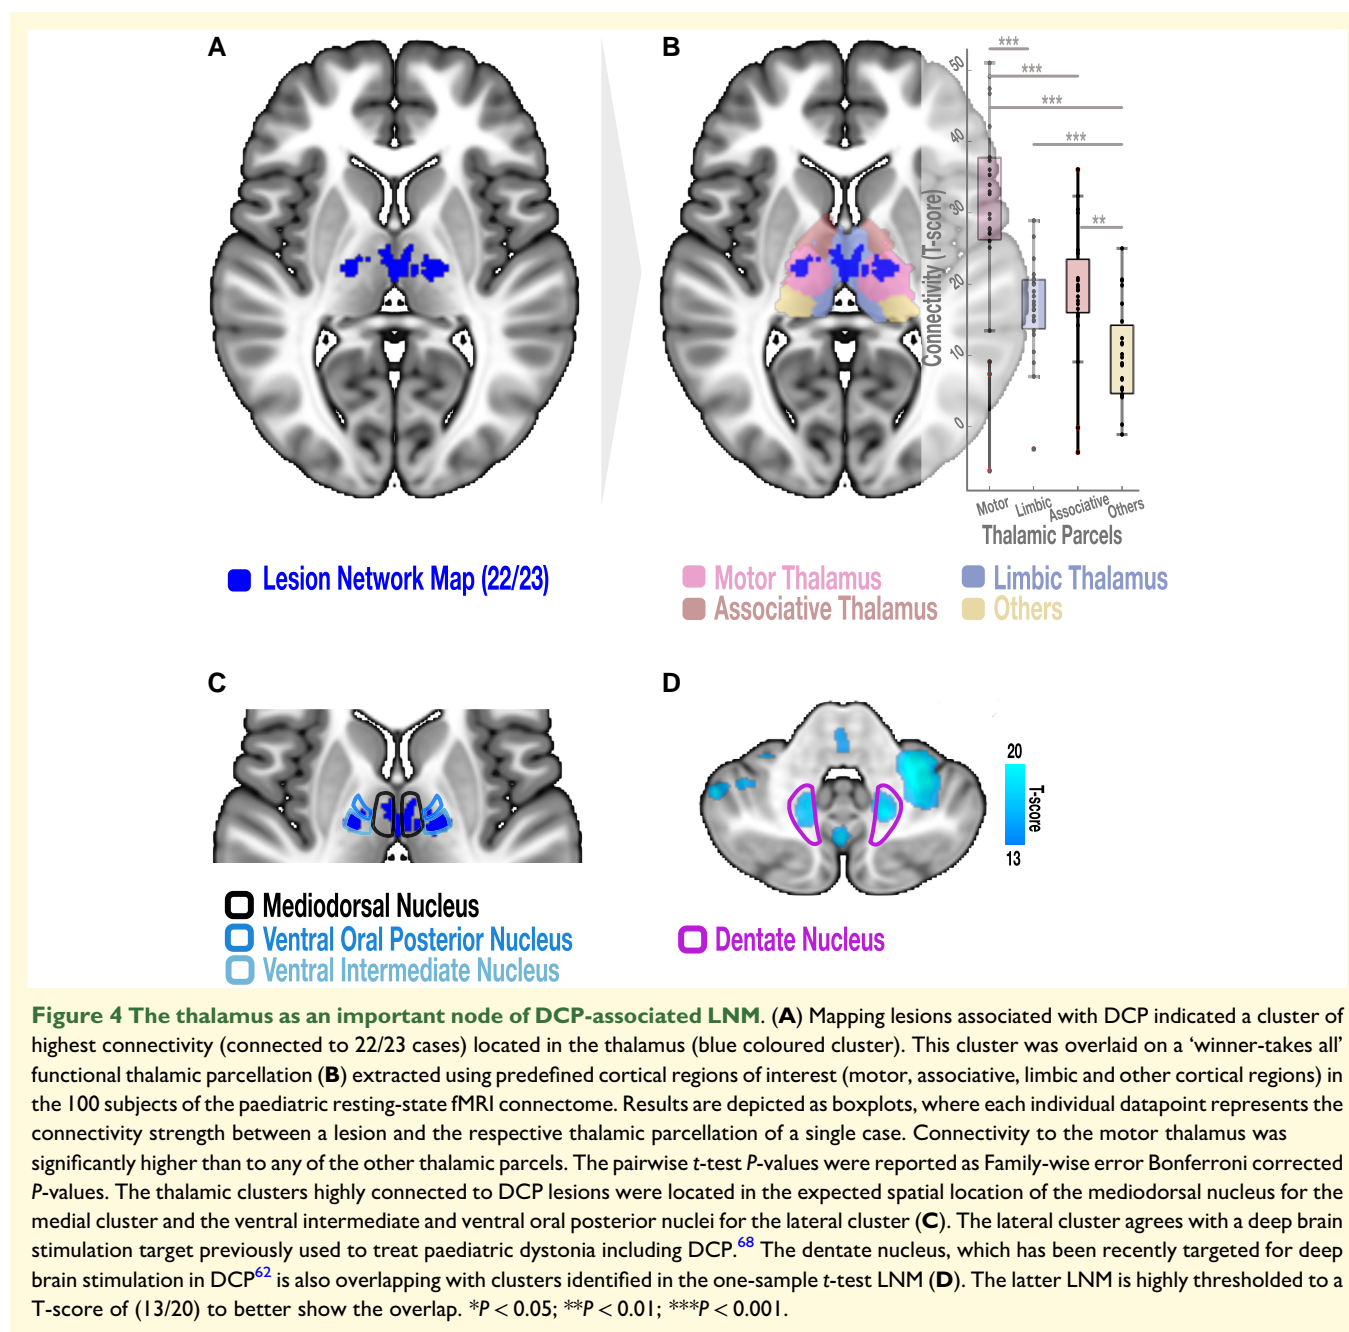 A
B
***
***
***
***
**
50
40
30
20
10
0
Connectivity (T-score)
Motor
Limbic
Associative
Others
Thalamic Parcels
Lesion Network Map (22/23)
Motor Thalamus
Limbic Thalamus
Associative Thalamus
Others
C
D
20
T-score
13
Mediodorsal Nucleus
Ventral Oral Posterior Nucleus
Ventral Intermediate Nucleus
Dentate Nucleus
Figure 4 The thalamus as an important node of DCP-associated LNM. (A) Mapping lesions associated with DCP indicated a cluster of
highest connectivity (connected to 22/23 cases) located in the thalamus (blue coloured cluster). This cluster was overlaid on a ‘winner-takes all’
functional thalamic parcellation (B) extracted using predefined cortical regions of interest (motor, associative, limbic and other cortical regions) in
the 100 subjects of the paediatric resting-state fMRI connectome. Results are depicted as boxplots, where each individual datapoint represents the
connectivity strength between a lesion and the respective thalamic parcellation of a single case. Connectivity to the motor thalamus was
significantly higher than to any of the other thalamic parcels. The pairwise t-test P-values were reported as Family-wise error Bonferroni corrected
P-values. The thalamic clusters highly connected to DCP lesions were located in the expected spatial location of the mediodorsal nucleus for the
medial cluster and the ventral intermediate and ventral oral posterior nuclei for the lateral cluster (C). The lateral cluster agrees with a deep brain
stimulation target previously used to treat paediatric dystonia including DCP.68 The dentate nucleus, which has been recently targeted for deep
brain stimulation in DCP62 is also overlapping with clusters identified in the one-sample t-test LNM (D). The latter LNM is highly thresholded to a
T-score of (13/20) to better show the overlap. *P < 0.05; **P < 0.01; ***P < 0.001.